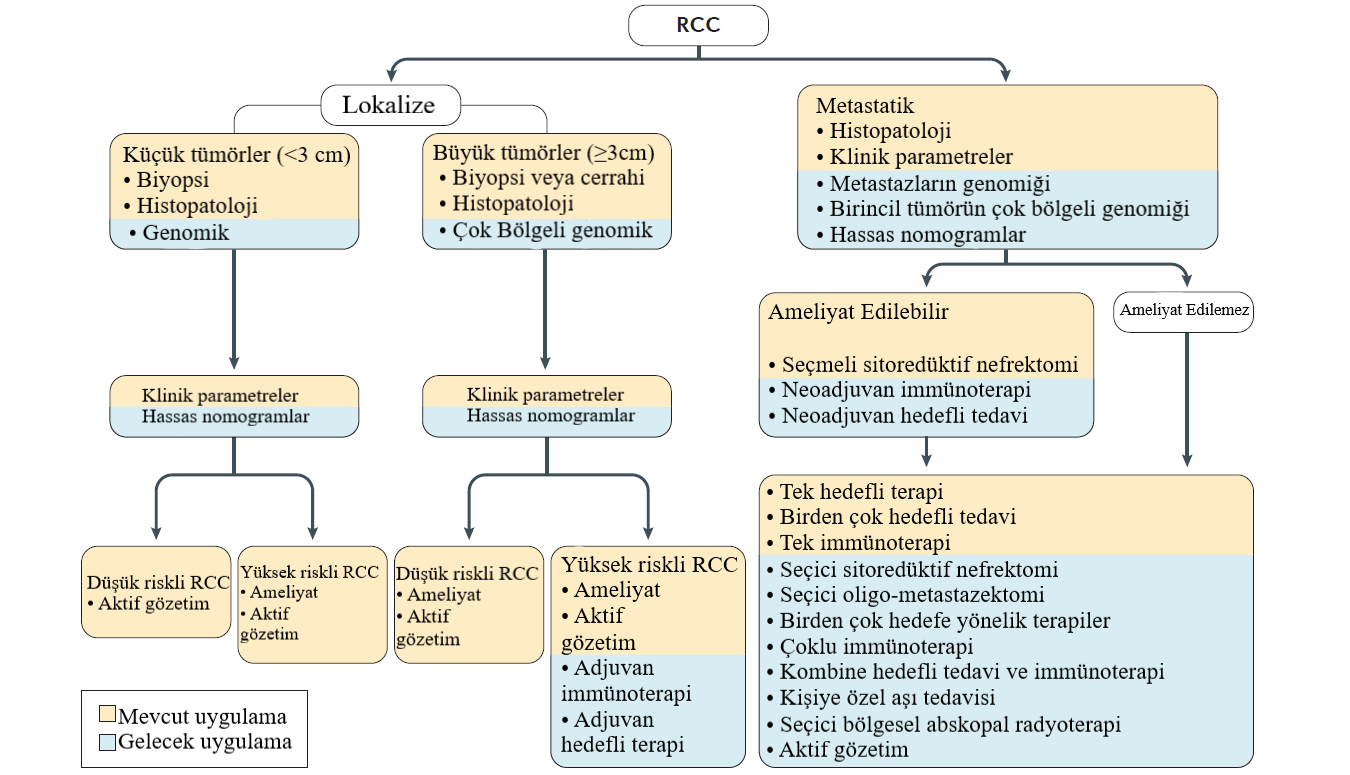 RCC
Lokalize
Küçük tümörler (<3 cm)
• Biyopsi
• Histopatoloji
• Genomik
Büyük tümörler (≥3cm)
• Biyopsi veya cerrahi
• Histopatoloji
• Çok Bölgeli genomik
Metastatik
• Histopatoloji
• Klinik parametreler
• Metastazların genomiği
• Birincil tümörün çok bölgeli genomiği
• Hassas nomogramlar
Klinik parametreler
Hassas nomogramlar
Klinik parametreler
Hassas nomogramlar
Ameliyat Edilebilir
• Seçmeli sitoredüktif nefrektomi
• Neoadjuvan immünoterapi
• Neoadjuvan hedefli tedavi
Ameliyat Edilemez
Düşük riskli RCC
• Aktif gözetim
Yüksek riskli RCC
• Ameliyat
• Aktif
gözetim
Düşük riskli RCC
• Ameliyat
• Aktif
gözetim
Yüksek riskli RCC
• Ameliyat
• Aktif
gözetim
• Adjuvan
immünoterapi
• Adjuvan
hedefli terapi
• Tek hedefli terapi
• Birden çok hedefli tedavi
• Tek immünoterapi
• Seçici sitoredüktif nefrektomi
• Seçici oligo-metastazektomi
• Birden çok hedefe yönelik terapiler
• Çoklu immünoterapi
• Kombine hedefli tedavi ve immünoterapi
• Kişiye özel aşı tedavisi
• Seçici bölgesel abskopal radyoterapi
• Aktif gözetim
Mevcut uygulama
Gelecek uygulama